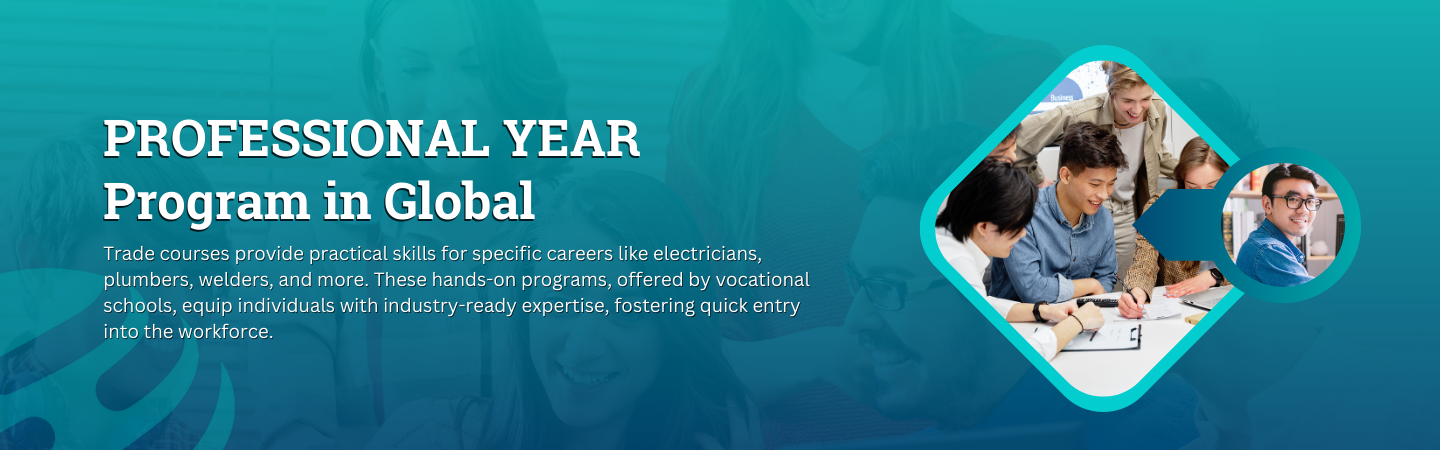 PROFESSIONAL YEAR
Program in Global
Trade courses provide practical skills for specific careers like electricians,
plumbers, welders, and more. These hands-on programs, offered by vocational
schools, equip individuals with industry-ready expertise, fostering quick entry
into the workforce.
Business